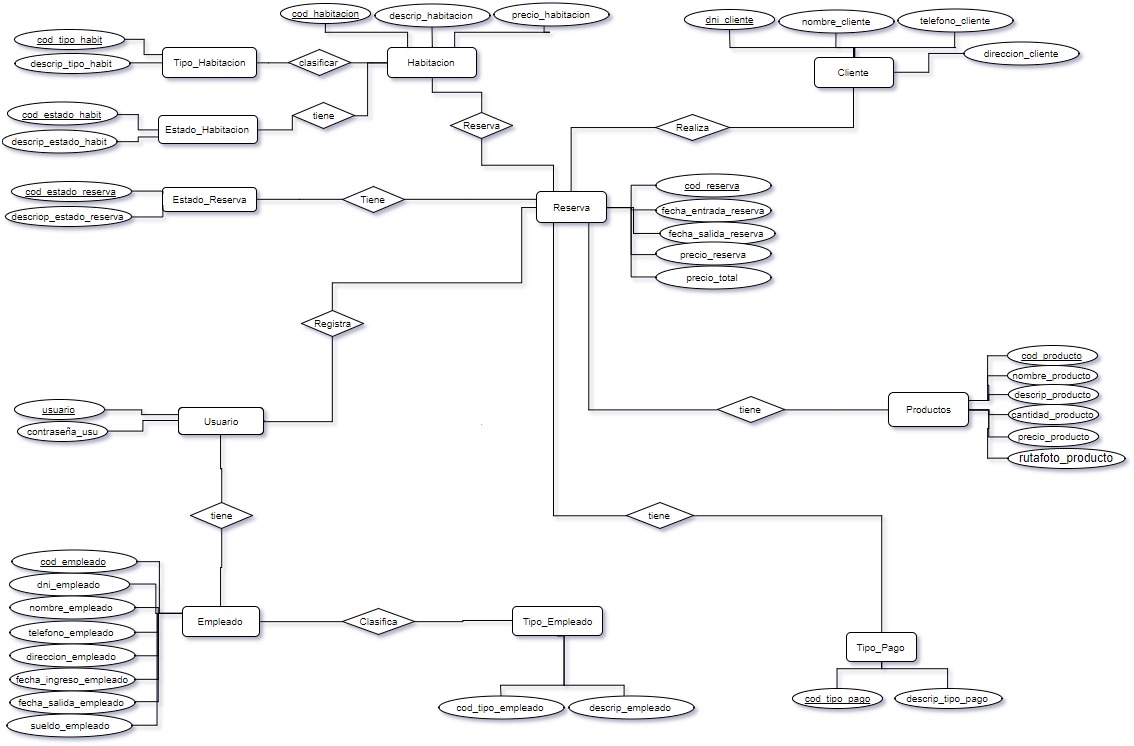 cod_habitacion
descrip_habitacion
precio_habitacion
dni_cliente
nombre_cliente
telefono_cliente
direccion_cliente
cod_tipo_habit
descrip_tipo_habit
Tipo_Habitacion
clasificar
Habitacion
Cliente
cod_estado_habit
descrip_estado_habit
Estado_Habitacion
tiene
Reserva
Realiza
cod_estado_reserva
descriop_estado_reserva
Estado_Reserva
Tiene
Reserva
cod_reserva
fecha_entrada_reserva
fecha_salida_reserva
precio_reserva
precio_total
Registra
usuario
contraseña_usu
Usuario
tiene
Productos
cod_producto
nombre_producto
descrip_producto
cantidad_producto
precio_producto
rutafoto_producto
tiene
tiene
cod_empleado
dni_empleado
nombre_empleado
telefono_empleado
direccion_empleado
fecha_ingreso_empleado
fecha_salida_empleado
sueldo_empleado
Empleado
Clasifica
Tipo_Empleado
cod_tipo_empleado
descrip_empleado
Tipo_Pago
cod_tipo_pago
descrip_tipo_pago